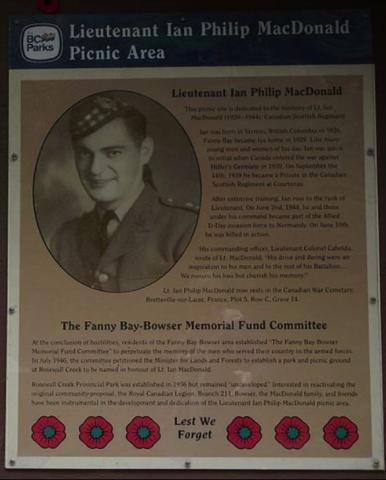 BC Parks
Lieutenant Ian Philip MacDonald
Picnic Area
Lieutenant Ian Philip MacDonald
This picnic site is dedicated to the memory of Lt. Ian
MacDonald (1920-1944), Canadian Scottish Regiment
Ian was born in Vernon, British Columbia in 1920.
Fanny Bay became his home in 1929. Like many
young men and women of his day, Ian was quick
to enlist when Canada entered the war against
Hitler's Germany in 1939. On September the
14th, 1939 he became a Private in the Canadian
Scottish Regiment at Courtenay.
After extensive training, Ian rose to the rank of
Lieutenant. On June 2nd, 1944, he and those
under his command became part of the Allied
D-Day invasion force to Normandy. On June 10th,
he was killed in action.
His commanding officer, Lieutenant Colonel Cabeldu,
wrote of Lt. MacDonald, "His drive and daring were an
inspiration to his men and to the rest of his Battalion...
We mourn his loss but cherish his memory."
Lt. Ian Philip MacDonald now rests in the Canadian War Cemetary,
Bretteville-sur-Laize, France, Plot 5, Row C, Grave 14.
The Fanny Bay-Bowser Memorial Fund Committee
At the conclusion of hostilities, residents of the Fanny Bay-Bowser area established "The Fanny Bay-Bowser
Memorial Fund Committee" to perpetuate the memory of the men who served their country in the armed forces.
In July 1946, the committee petitioned the Minister for Lands and Forests to establish a park and picnic ground
at Rosewall Creek to be named in honour of Lt. Ian MacDonald.
Rosewall Creek Provincial Park was established in 1956 but remained "undeveloped." Interested in reactivating the
original community proposal, the Royal Canadian Legion, Branch 211, Bowser, the MacDonald family, and friends
have been instrumental in the development and dedication of the Lieutenant Ian Philip MacDonald picnic area.
Lest We
Forget